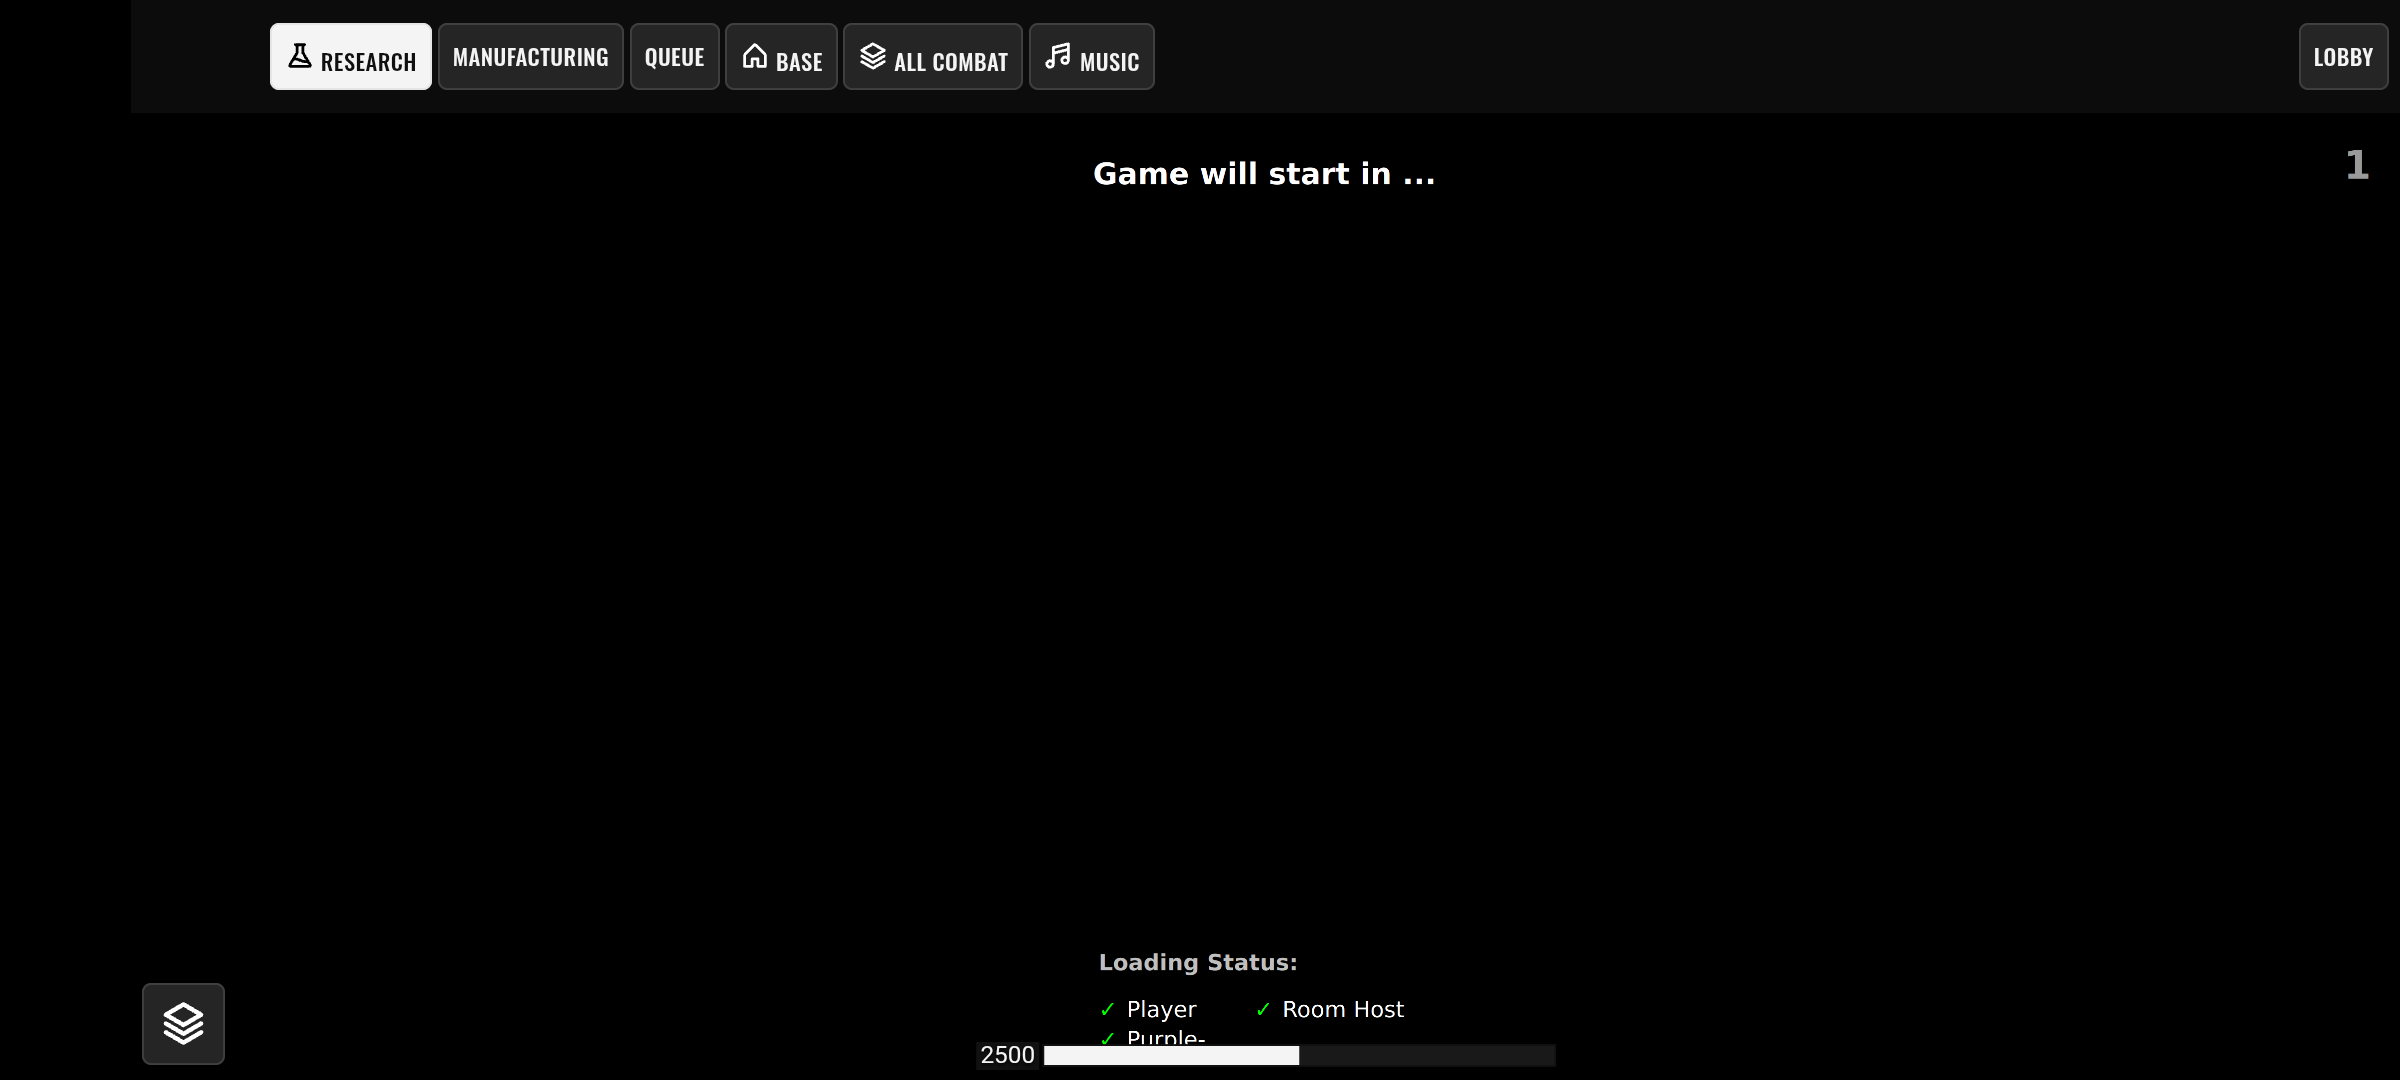 RESEARCH MANUFACTURING QUEUE BASE ALL COMBAT MUSIC LOBBY
Game will start in ... 1
Loading Status:
✓ Player ✓ Room Host
✓ Purple-
2500